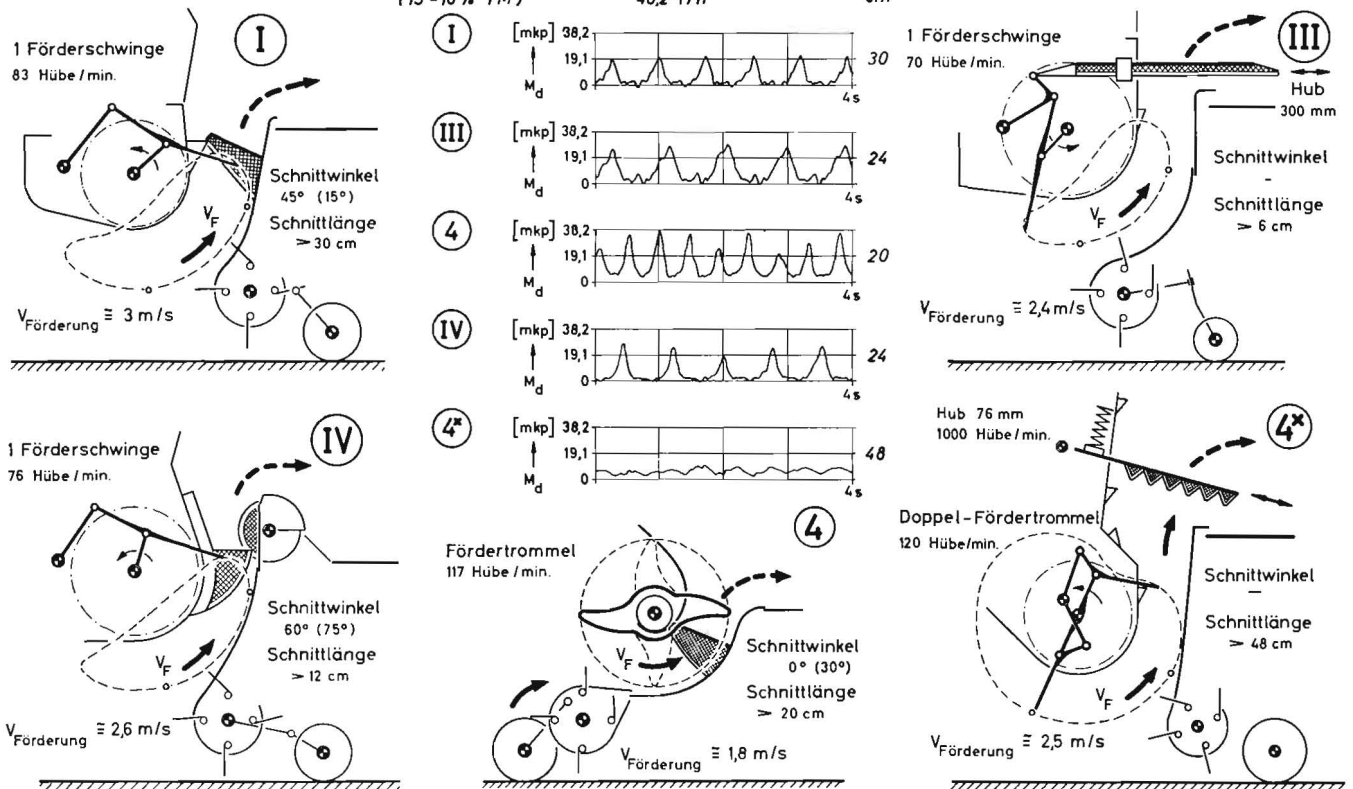 I
1 Förderschwinge
83 Hübe/min.
Schnittwinkel
45° (15°)
Schnittlänge
> 30 cm
V_F
V_Förderung ≅ 3 m/s
I
[mkp] 38,2
19,1
M_d 0
30
4 s
III
[mkp] 38,2
19,1
M_d 0
24
4 s
4
[mkp] 38,2
19,1
M_d 0
20
4 s
IV
[mkp] 38,2
19,1
M_d 0
24
4 s
4×
[mkp] 38,2
19,1
M_d 0
48
4 s
III
1 Förderschwinge
70 Hübe/min.
Hub
300 mm
Schnittwinkel
–
Schnittlänge
> 6 cm
V_F
V_Förderung ≅ 2,4 m/s
IV
1 Förderschwinge
76 Hübe/min.
Schnittwinkel
60° (75°)
Schnittlänge
> 12 cm
V_F
V_Förderung ≅ 2,6 m/s
4
Fördertrommel
117 Hübe/min.
Schnittwinkel
0° (30°)
Schnittlänge
> 20 cm
V_F
V_Förderung ≅ 1,8 m/s
4×
Hub 76 mm
1000 Hübe/min.
Doppel-Fördertrommel
120 Hübe/min.
Schnittwinkel
–
Schnittlänge
> 48 cm
V_F
V_Förderung ≅ 2,5 m/s